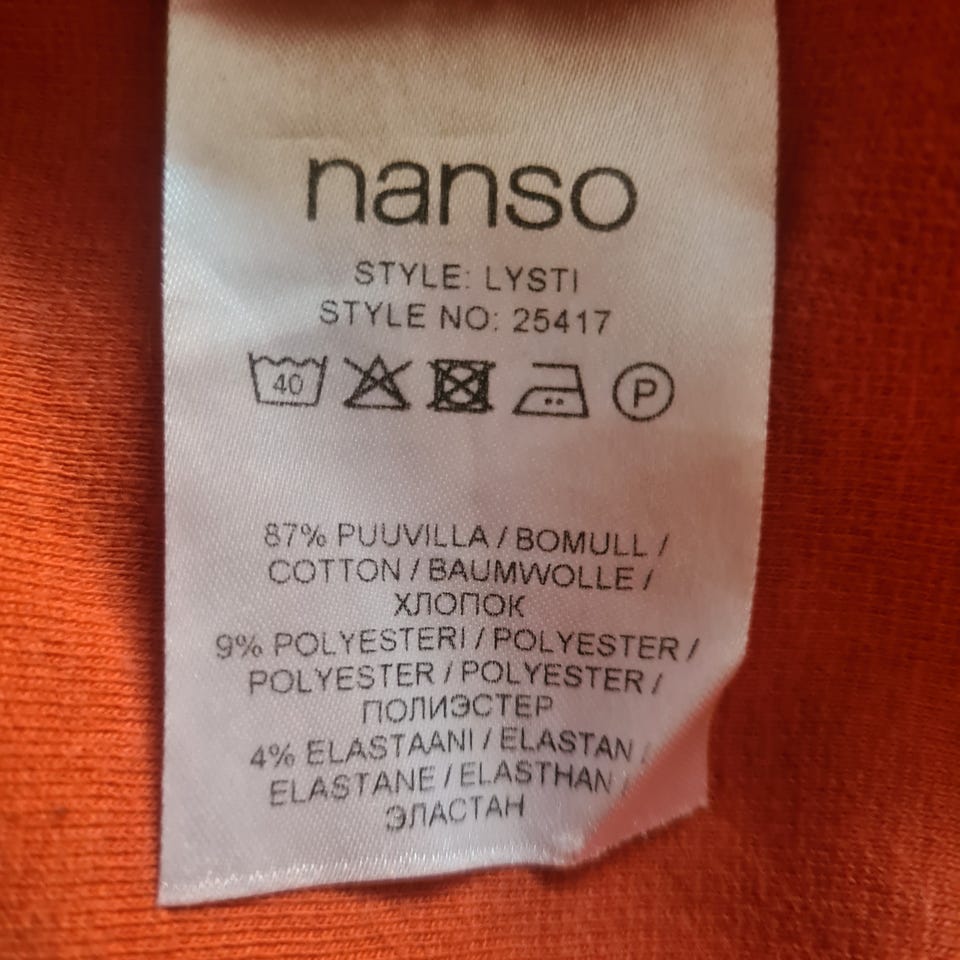 nanso
STYLE: LYSTI
STYLE NO: 25417
40 P
87% PUUVILLA / BOMULL /
COTTON / BAUMWOLLE /
ХЛОПОК
9% POLYESTERI / POLYESTER /
POLYESTER / POLYESTER /
ПОЛИЭСТЕР
4% ELASTAANI / ELASTAN /
ELASTANE / ELASTHAN /
ЭЛАСТАН